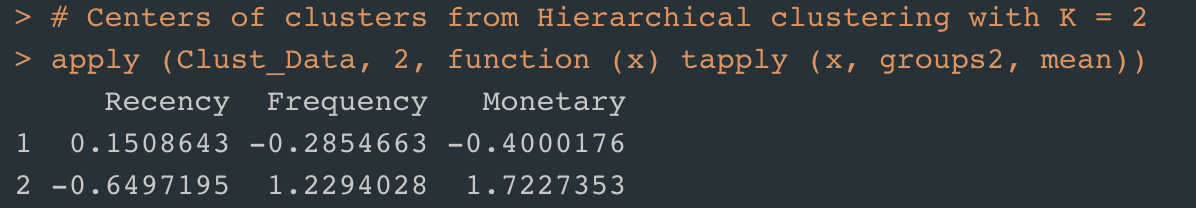 > # Centers of clusters from Hierarchical clustering with K = 2
> apply (Clust_Data, 2, function (x) tapply (x, groups2, mean))
Recency Frequency Monetary
1 0.1508643 -0.2854663 -0.4000176
2 -0.6497195 1.2294028 1.7227353